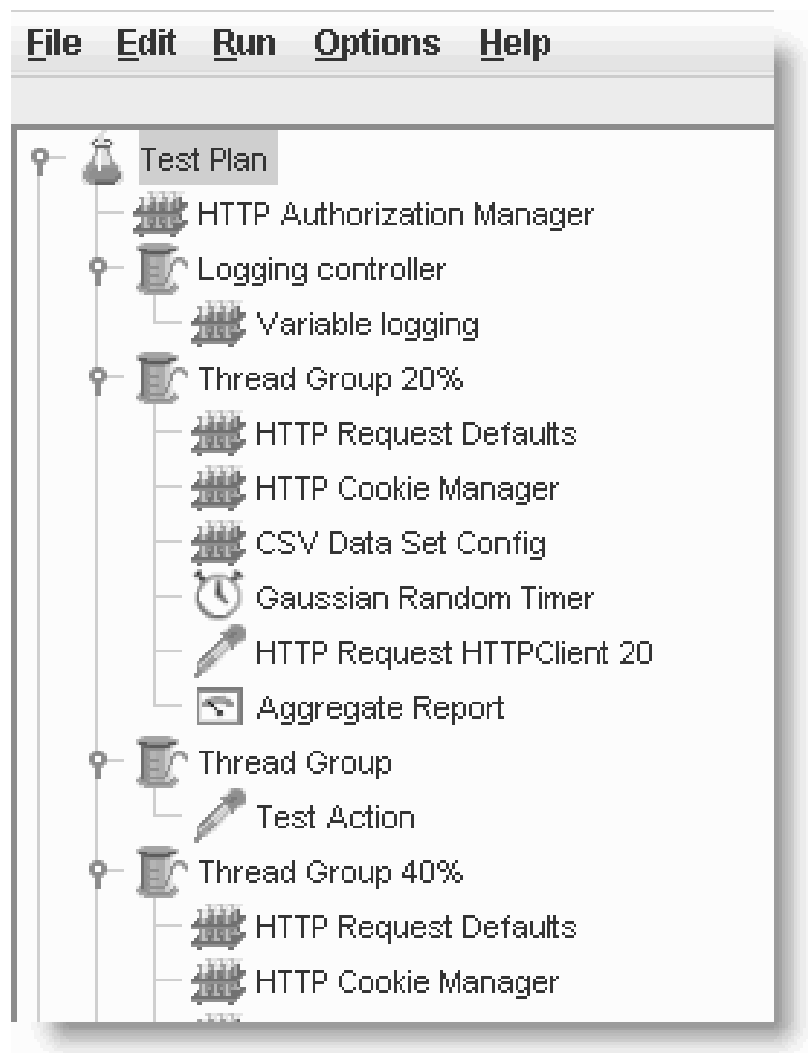 File Edit Run Options Help
Test Plan
HTTP Authorization Manager
Logging controller
Variable logging
Thread Group 20%
HTTP Request Defaults
HTTP Cookie Manager
CSV Data Set Config
Gaussian Random Timer
HTTP Request HTTPClient 20
Aggregate Report
Thread Group
Test Action
Thread Group 40%
HTTP Request Defaults
HTTP Cookie Manager